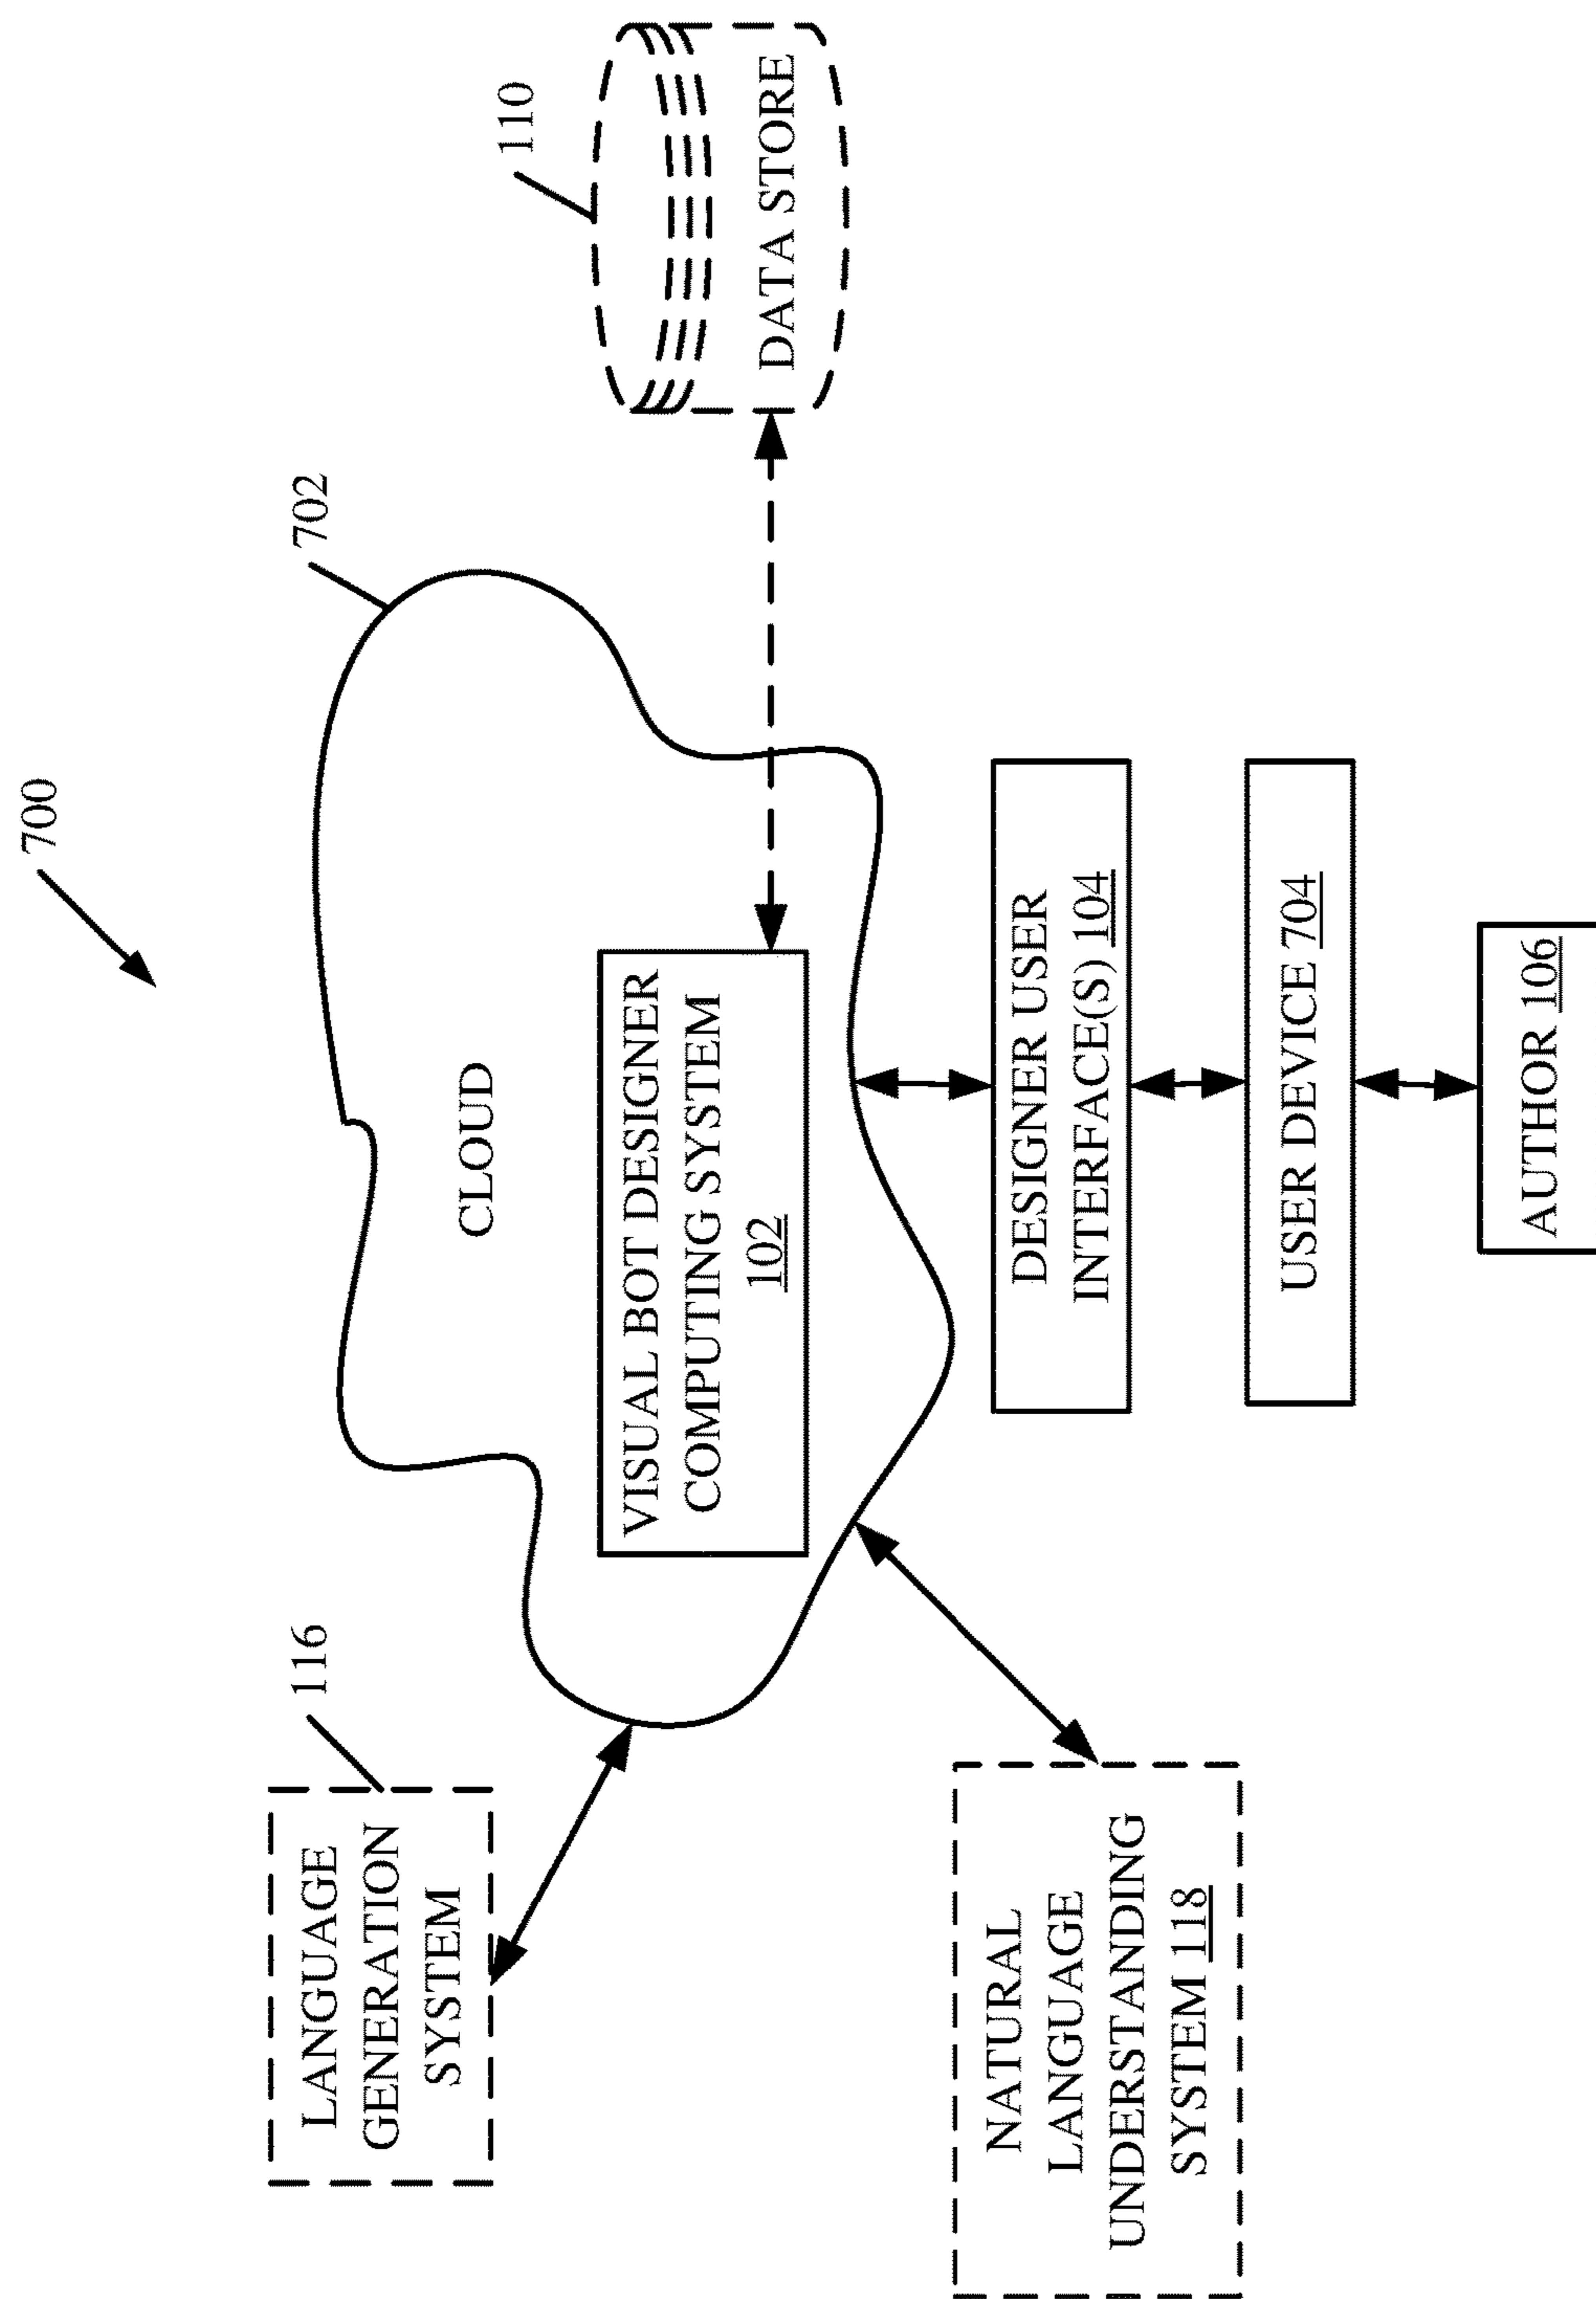 700
702
110
116
LANGUAGE
GENERATION
SYSTEM
CLOUD
DATA STORE
VISUAL BOT DESIGNER
COMPUTING SYSTEM
102
NATURAL
LANGUAGE
UNDERSTANDING
SYSTEM 118
DESIGNER USER
INTERFACE(S) 104
USER DEVICE 704
AUTHOR 106